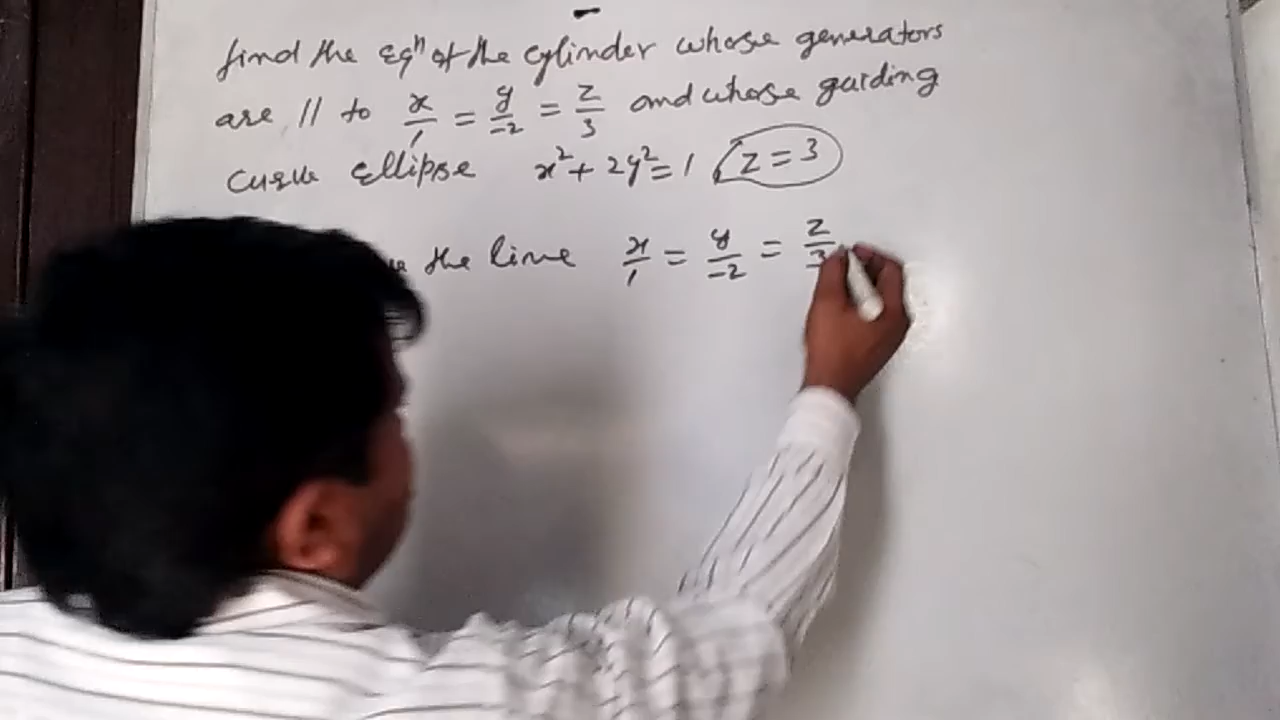 find the Eqⁿ of the cylinder whose generators
are // to x/1 = y/-2 = z/3 and whose guiding
curve Ellipse x²+2y²=1 z=3
the line x/1 = y/-2 = z/3